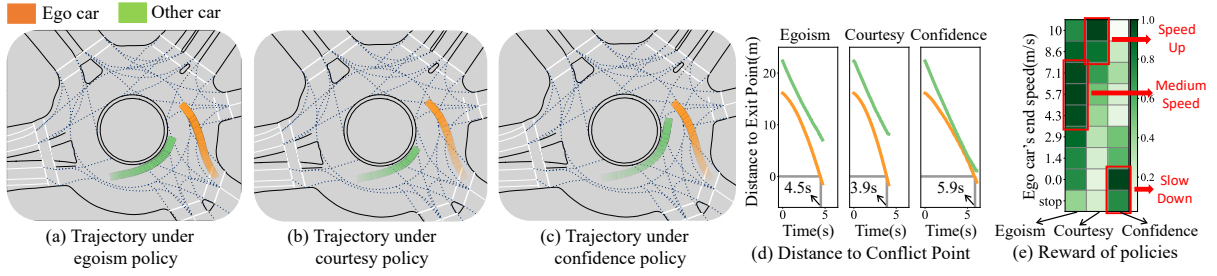 Ego car
Other car
(a) Trajectory under
egoism policy
(b) Trajectory under
courtesy policy
(c) Trajectory under
confidence policy
Egoism
Courtesy
Confidence
Distance to Exit Point(m)
20
10
0
4.5s
3.9s
5.9s
0
5
0
5
0
5
Time(s)
Time(s)
Time(s)
(d) Distance to Conflict Point
Ego car's end speed(m/s)
10
8.6
7.1
5.7
4.3
2.9
1.4
0.0
stop
1.0
0.8
0.6
0.4
0.2
Speed
Up
Medium
Speed
Slow
Down
Egoism
Courtesy
Confidence
(e) Reward of policies